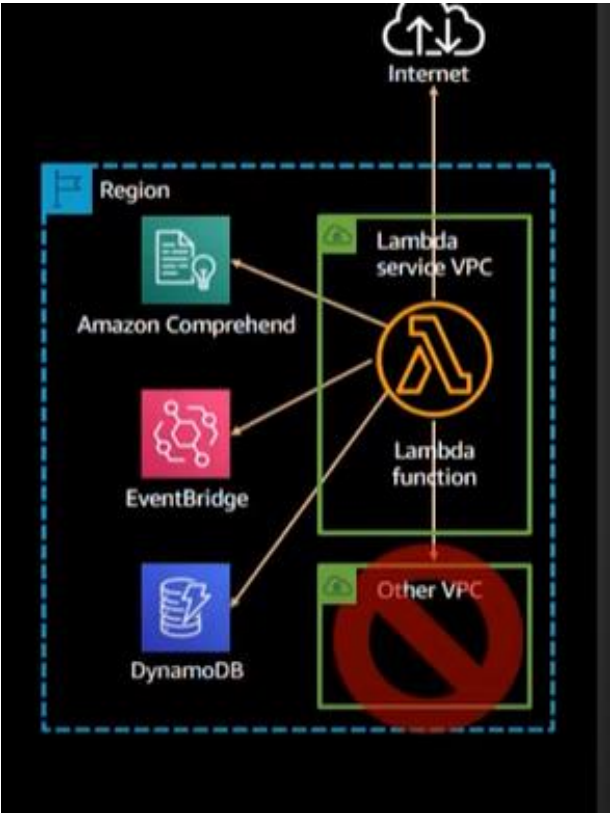 Internet
Region
Lambda
service VPC
Amazon Comprehend
Lambda
function
EventBridge
Other VPC
DynamoDB